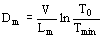 D_m = V/L_m ln T_0/T_min